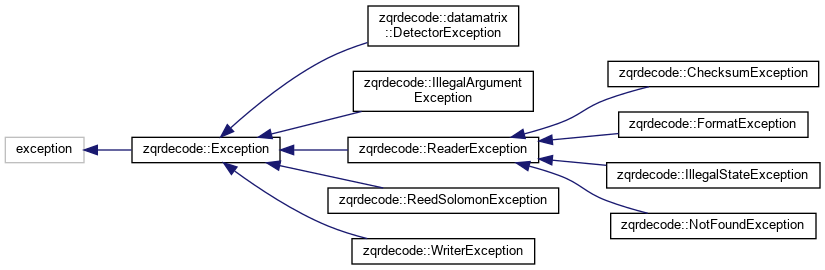 exception
zqrdecode::Exception
zqrdecode::datamatrix
::DetectorException
zqrdecode::IllegalArgument
Exception
zqrdecode::ReaderException
zqrdecode::ReedSolomonException
zqrdecode::WriterException
zqrdecode::ChecksumException
zqrdecode::FormatException
zqrdecode::IllegalStateException
zqrdecode::NotFoundException